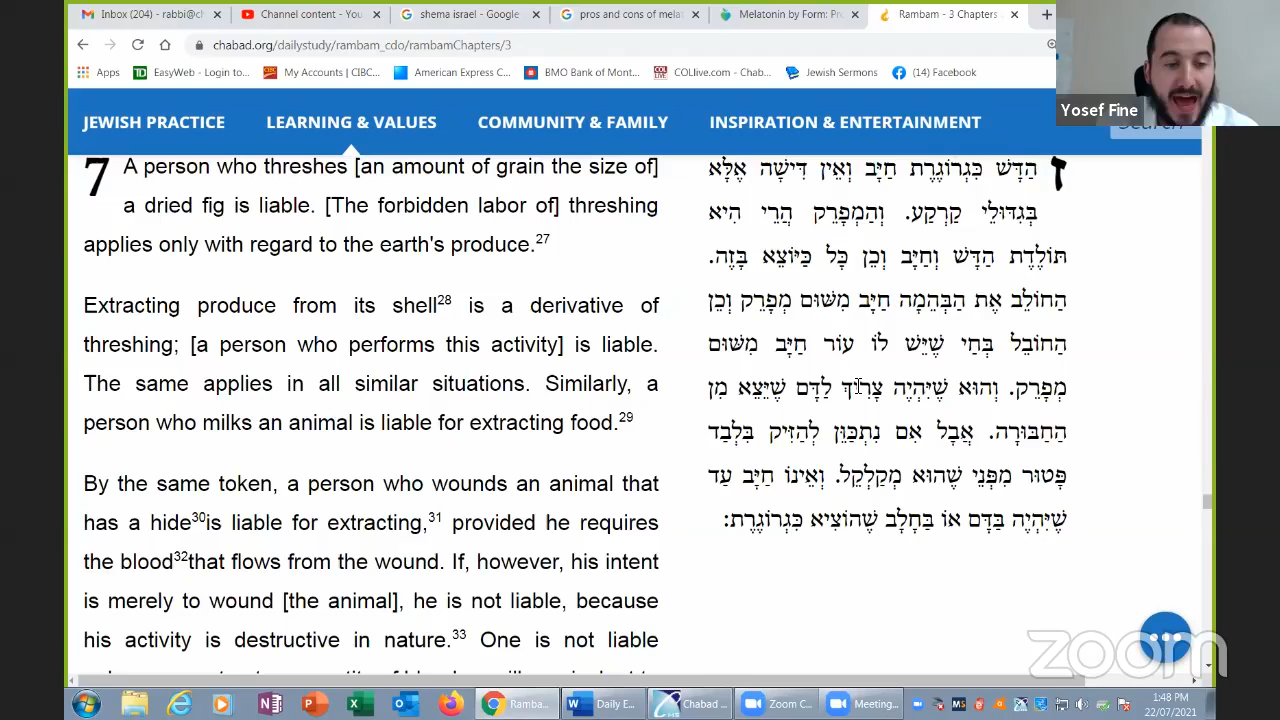 Inbox (204) - rabbi@ch
Channel content - You
shema israel - Google
pros and cons of melat
Melatonin by Form: Pr
Rambam - 3 Chapters
chabad.org/dailystudy/rambam_cdo/rambamChapters/3
Apps
EasyWeb - Login to...
My Accounts | CIBC...
American Express C...
BMO Bank of Mont...
COLlive.com - Chab...
Jewish Sermons
(14) Facebook
Yosef Fine
JEWISH PRACTICE
LEARNING & VALUES
COMMUNITY & FAMILY
INSPIRATION & ENTERTAINMENT
7 A person who threshes [an amount of grain the size of]
a dried fig is liable. [The forbidden labor of] threshing
applies only with regard to the earth's produce.27
Extracting produce from its shell28 is a derivative of
threshing; [a person who performs this activity] is liable.
The same applies in all similar situations. Similarly, a
person who milks an animal is liable for extracting food.29
By the same token, a person who wounds an animal that
has a hide30is liable for extracting,31 provided he requires
the blood32that flows from the wound. If, however, his intent
is merely to wound [the animal], he is not liable, because
his activity is destructive in nature.33 One is not liable
ז הַדָּשׁ כִּגְרוֹגֶרֶת חַיָּב וְאֵין דִּישָׁה אֶלָּא
בְּגִדּוּלֵי קַרְקַע. וְהַמְפָרֵק הֲרֵי הִיא
תּוֹלֶדֶת הַדָּשׁ וְחַיָּב וְכֵן כָּל כַּיּוֹצֵא בָּזֶה.
הַחוֹלֵב אֶת הַבְּהֵמָה חַיָּב מִשּׁוּם מְפָרֵק וְכֵן
הַחוֹבֵל בְּחַי שֶׁיֵּשׁ לוֹ עוֹר חַיָּב מִשּׁוּם
מְפָרֵק. וְהוּא שֶׁיִּהְיֶה צָרִיךְ לַדָּם שֶׁיֵּצֵא מִן
הַחַבּוּרָה. אֲבָל אִם נִתְכַּוֵּן לְהַזִּיק בִּלְבַד
פָּטוּר מִפְּנֵי שֶׁהוּא מְקַלְקֵל. וְאֵינוֹ חַיָּב עַד
שֶׁיִּהְיֶה בַּדָּם אוֹ בַּחָלָב שֶׁהוֹצִיא כִּגְרוֹגֶרֶת:
zoom
Ramba...
Daily E...
Chabad ...
Zoom C...
Meeting...
1:48 PM
22/07/2021